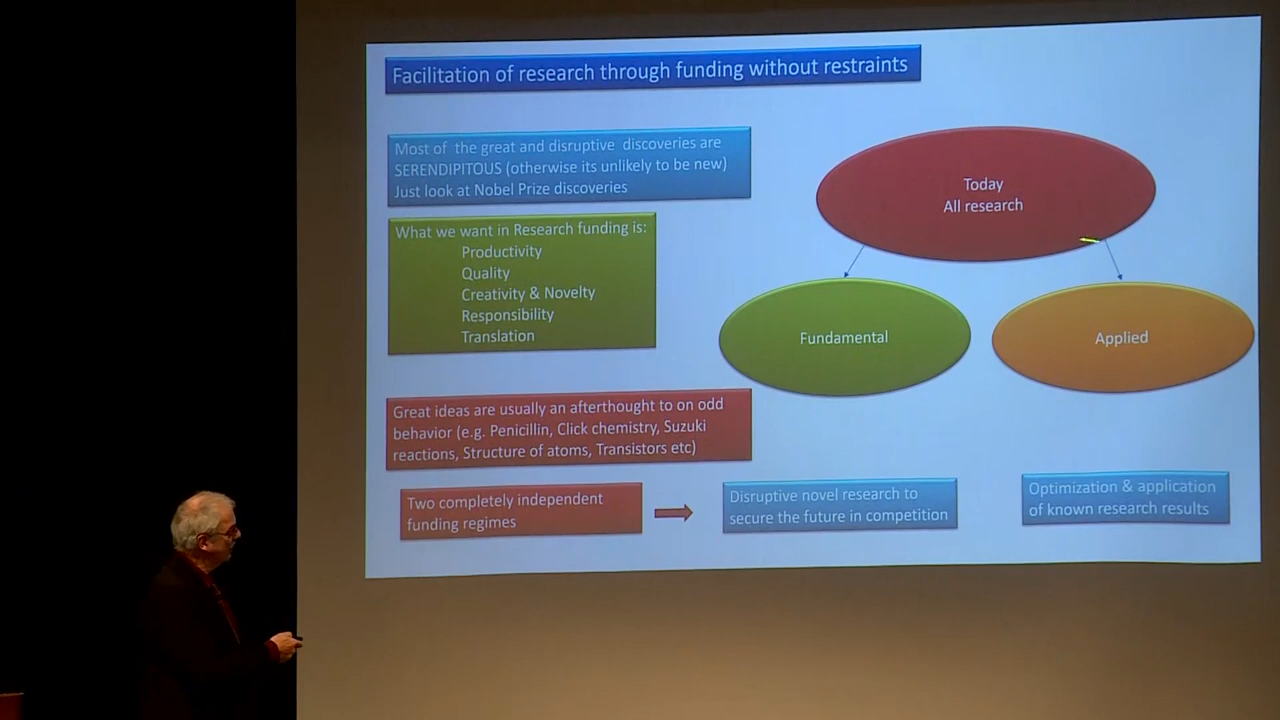 Facilitation of research through funding without restraints
Most of the great and disruptive discoveries are
SERENDIPITOUS (otherwise its unlikely to be new)
Just look at Nobel Prize discoveries
What we want in Research funding is:
Productivity
Quality
Creativity & Novelty
Responsibility
Translation
Great ideas are usually an afterthought to on odd
behavior (e.g. Penicillin, Click chemistry, Suzuki
reactions, Structure of atoms, Transistors etc)
Two completely independent
funding regimes
Today
All research
Fundamental
Applied
Disruptive novel research to
secure the future in competition
Optimization & application
of known research results